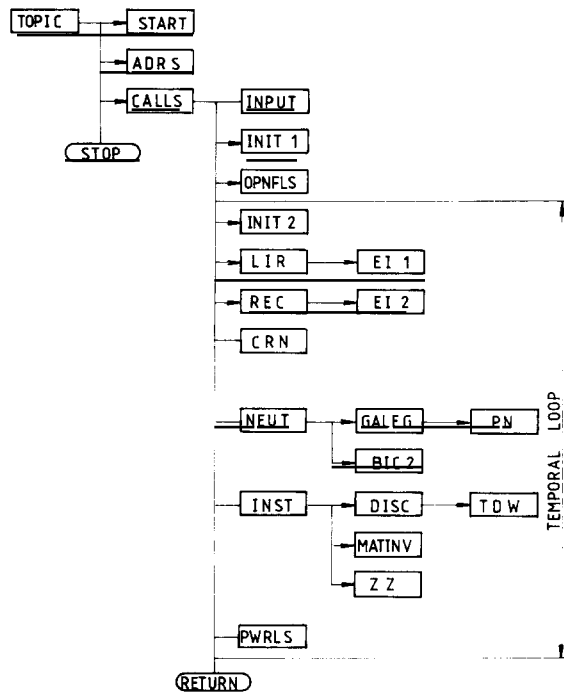 TOPIC START
ADRS
CALLS INPUT
INIT 1
STOP
OPNFLS
INIT 2
LIR EI 1
REC EI 2
CRN
NEUT GALEG PN
BIC 2
INST DISC TDW
MATINV
ZZ
PWRLS
RETURN
TEMPORAL LOOP